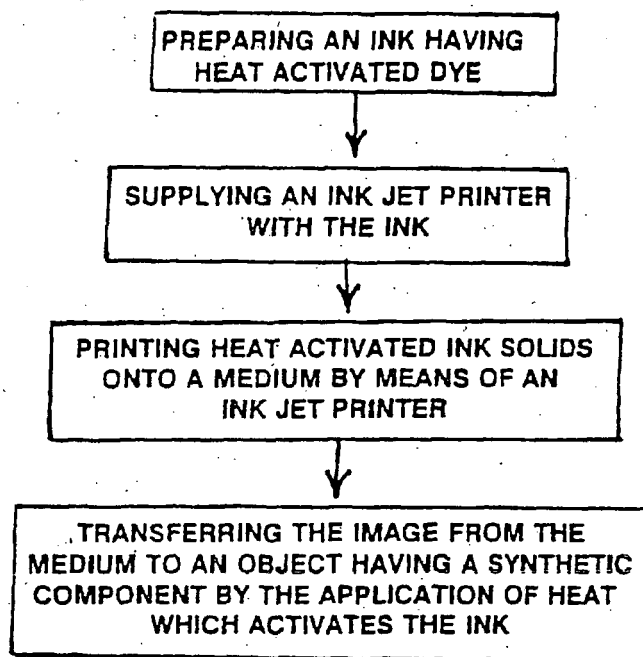 PREPARING AN INK HAVING
HEAT ACTIVATED DYE
SUPPLYING AN INK JET PRINTER
WITH THE INK
PRINTING HEAT ACTIVATED INK SOLIDS
ONTO A MEDIUM BY MEANS OF AN
INK JET PRINTER
TRANSFERRING THE IMAGE FROM THE
MEDIUM TO AN OBJECT HAVING A SYNTHETIC
COMPONENT BY THE APPLICATION OF HEAT
WHICH ACTIVATES THE INK